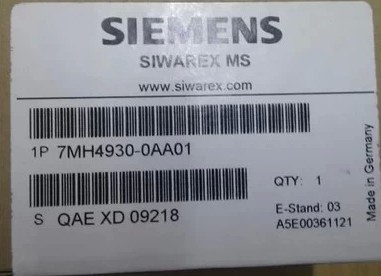 SIEMENS
SIWAREX MS
www.siwarex.com
1P 7MH4930-0AA01
S QAE XD 09218
QTY: 1
E-Stand: 03
A5E00361121
Made in Germany